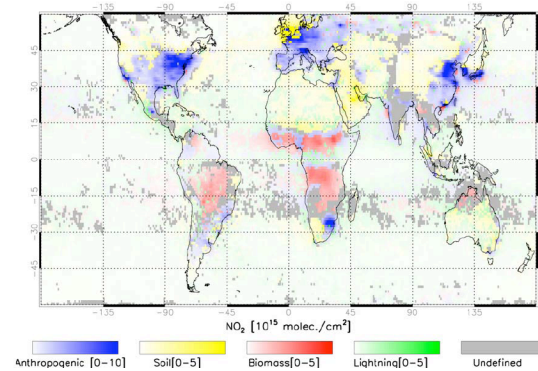 −135 −90 −45 0 45 90 135
45
30
15
0
−15
−30
−45
−135 −90 −45 0 45 90 135
NO2 [10^15 molec./cm^2]
Anthropogenic [0−10] Soil[0−5] Biomass[0−5] Lightning[0−5] Undefined